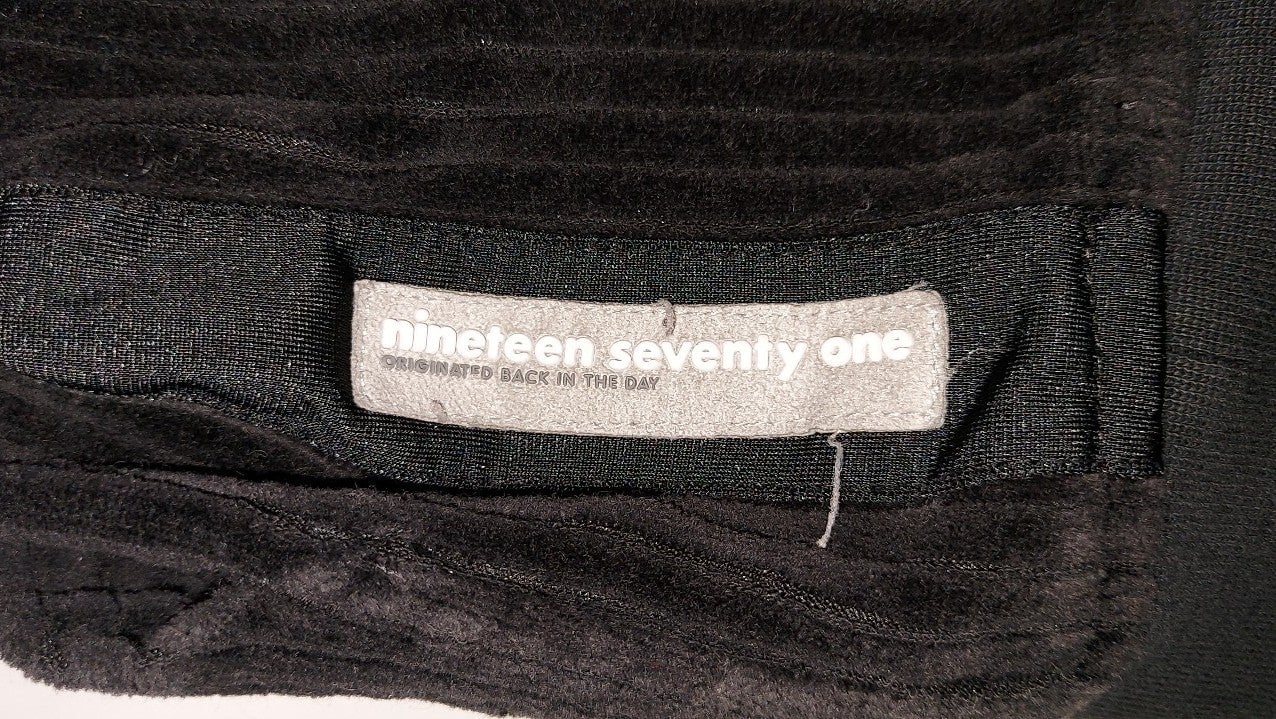 nineteen seventy one
ORIGINATED BACK IN THE DAY